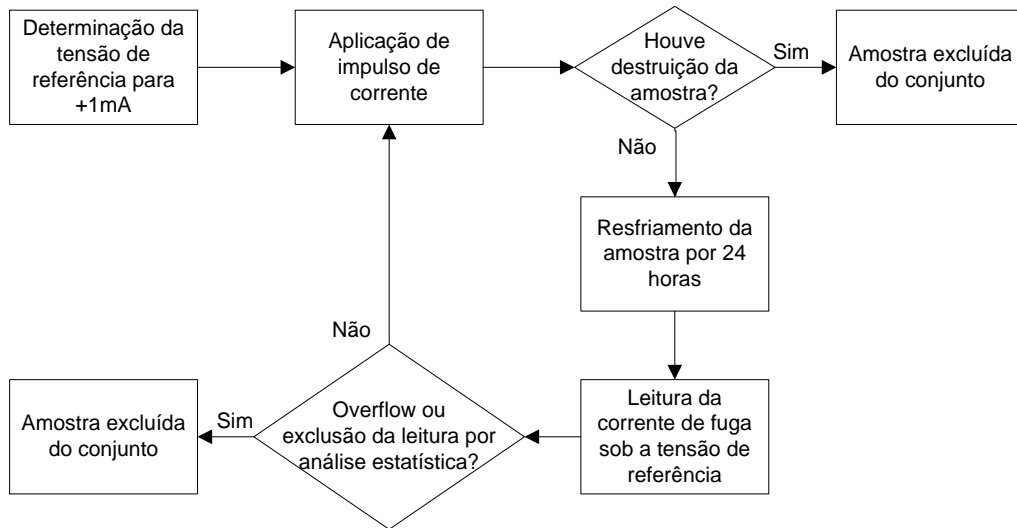 Determinação da
tensão de
referência para
+1mA
Aplicação de
impulso de
corrente
Houve
destruição da
amostra?
Sim
Amostra excluída
do conjunto
Não
Resfriamento da
amostra por 24
horas
Leitura da
corrente de fuga
sob a tensão de
referência
Overflow ou
exclusão da leitura por
análise estatística?
Não
Sim
Amostra excluída
do conjunto